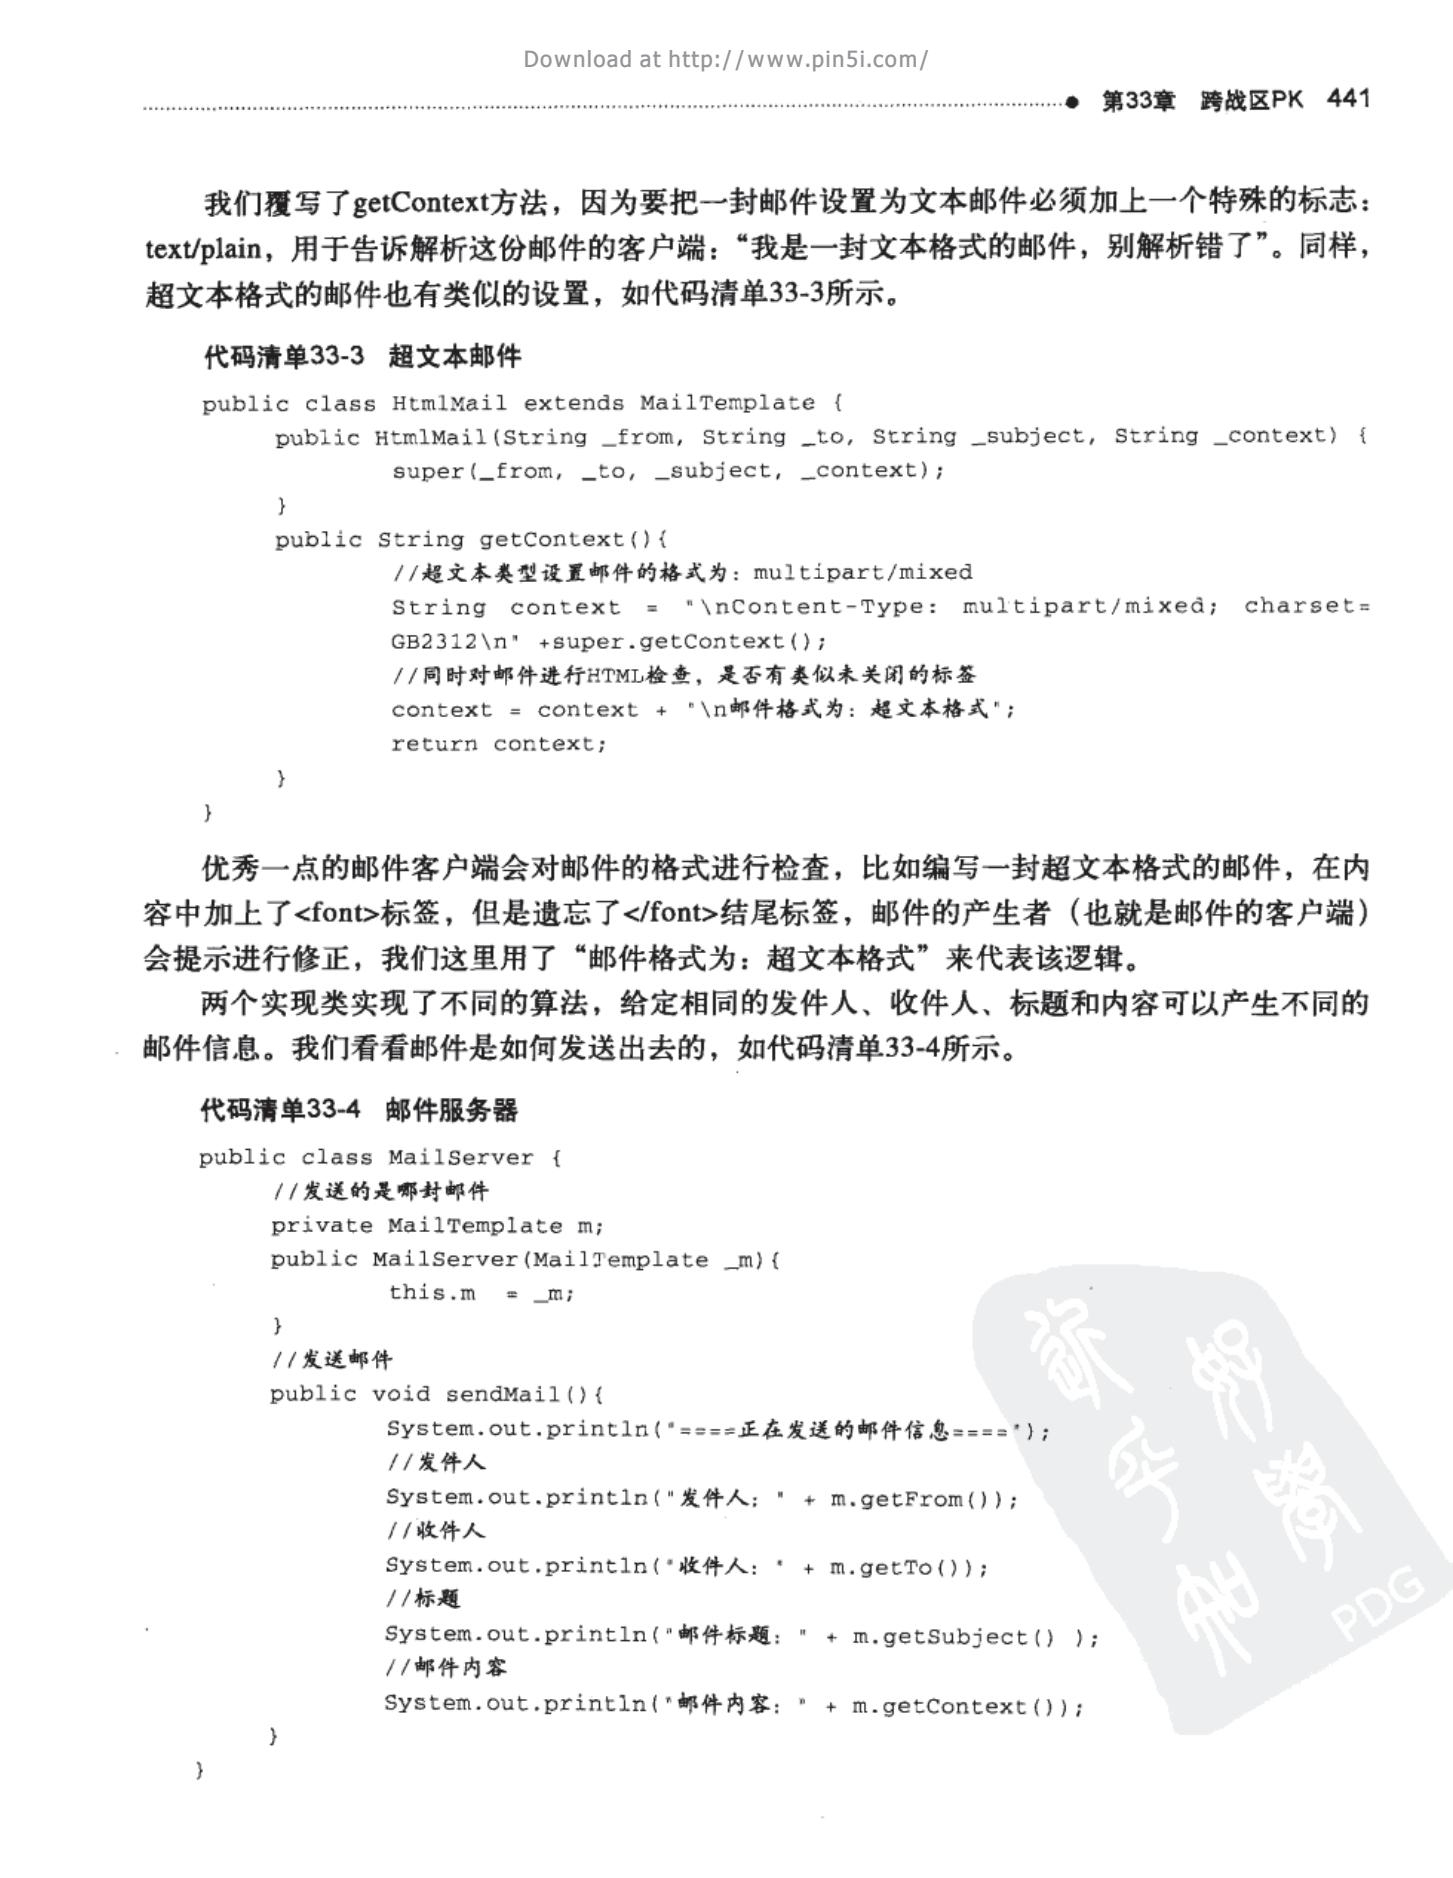 Download at http://www.pin5i.com/
第33章 跨战区PK 441
我们覆写了getContext方法，因为要把一封邮件设置为文本邮件必须加上一个特殊的标志：
text/plain，用于告诉解析这份邮件的客户端：“我是一封文本格式的邮件，别解析错了”。同样，
超文本格式的邮件也有类似的设置，如代码清单33-3所示。
代码清单33-3 超文本邮件
public class HtmlMail extends MailTemplate {
public HtmlMail(String _from, String _to, String _subject, String _context) {
super(_from, _to, _subject, _context);
}
public String getContext(){
//超文本类型设置邮件的格式为：multipart/mixed
String context = "\nContent-Type: multipart/mixed; charset=
GB2312\n" +super.getContext();
//同时对邮件进行HTML检查，是否有类似未关闭的标签
context = context + "\n邮件格式为：超文本格式";
return context;
}
}
优秀一点的邮件客户端会对邮件的格式进行检查，比如编写一封超文本格式的邮件，在内
容中加上了<font>标签，但是遗忘了</font>结尾标签，邮件的产生者（也就是邮件的客户端）
会提示进行修正，我们这里用了“邮件格式为：超文本格式”来代表该逻辑。
两个实现类实现了不同的算法，给定相同的发件人、收件人、标题和内容可以产生不同的
邮件信息。我们看看邮件是如何发送出去的，如代码清单33-4所示。
代码清单33-4 邮件服务器
public class MailServer {
//发送的是哪封邮件
private MailTemplate m;
public MailServer(MailTemplate _m){
this.m = _m;
}
//发送邮件
public void sendMail(){
System.out.println("====正在发送的邮件信息====");
//发件人
System.out.println("发件人：" + m.getFrom());
//收件人
System.out.println("收件人：" + m.getTo());
//标题
System.out.println("邮件标题：" + m.getSubject() );
//邮件内容
System.out.println("邮件内容：" + m.getContext());
}
}
PDG